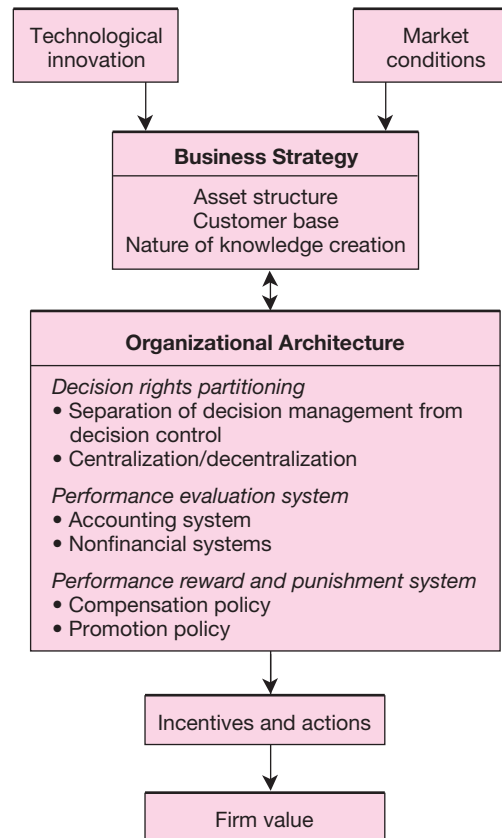 Technological
innovation
Market
conditions
Business Strategy
Asset structure
Customer base
Nature of knowledge creation
Organizational Architecture
Decision rights partitioning
• Separation of decision management from
decision control
• Centralization/decentralization
Performance evaluation system
• Accounting system
• Nonfinancial systems
Performance reward and punishment system
• Compensation policy
• Promotion policy
Incentives and actions
Firm value